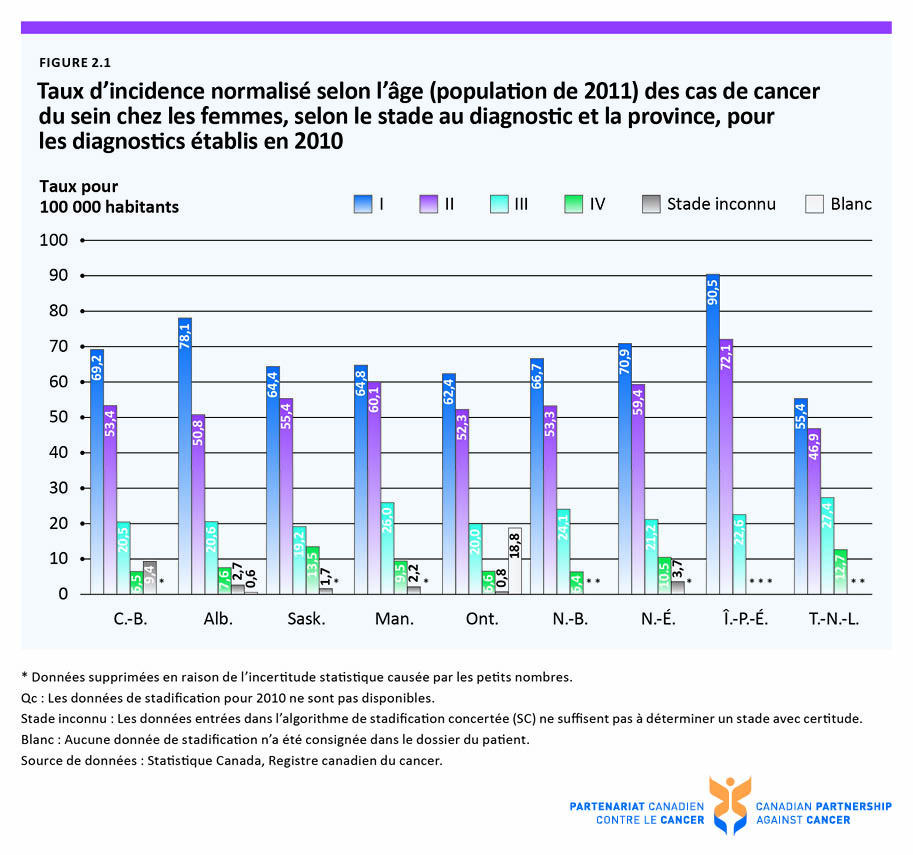 FIGURE 2.1
Taux d’incidence normalisé selon l’âge (population de 2011) des cas de cancer
du sein chez les femmes, selon le stade au diagnostic et la province, pour
les diagnostics établis en 2010
Taux pour
100 000 habitants
I II III IV Stade inconnu Blanc
100
90
80
70
60
50
40
30
20
10
0
69,2 53,4 20,5 6,5 9,4 *
78,1 50,8 20,6 7,6 2,7 0,6
64,4 55,4 19,2 13,5 1,7 *
64,8 60,1 26,0 9,5 2,2 *
62,4 52,3 20,0 6,6 0,8 18,8
66,7 53,3 24,1 6,4 * *
70,9 59,4 21,2 10,5 3,7 *
90,5 72,1 22,6 * * *
55,4 46,9 27,4 12,7 * *
C.-B. Alb. Sask. Man. Ont. N.-B. N.-É. Î.-P.-É. T.-N.-L.
* Données supprimées en raison de l’incertitude statistique causée par les petits nombres.
Qc : Les données de stadification pour 2010 ne sont pas disponibles.
Stade inconnu : Les données entrées dans l’algorithme de stadification concertée (SC) ne suffisent pas à déterminer un stade avec certitude.
Blanc : Aucune donnée de stadification n’a été consignée dans le dossier du patient.
Source de données : Statistique Canada, Registre canadien du cancer.
PARTENARIAT CANADIEN CANADIAN PARTNERSHIP
CONTRE LE CANCER AGAINST CANCER